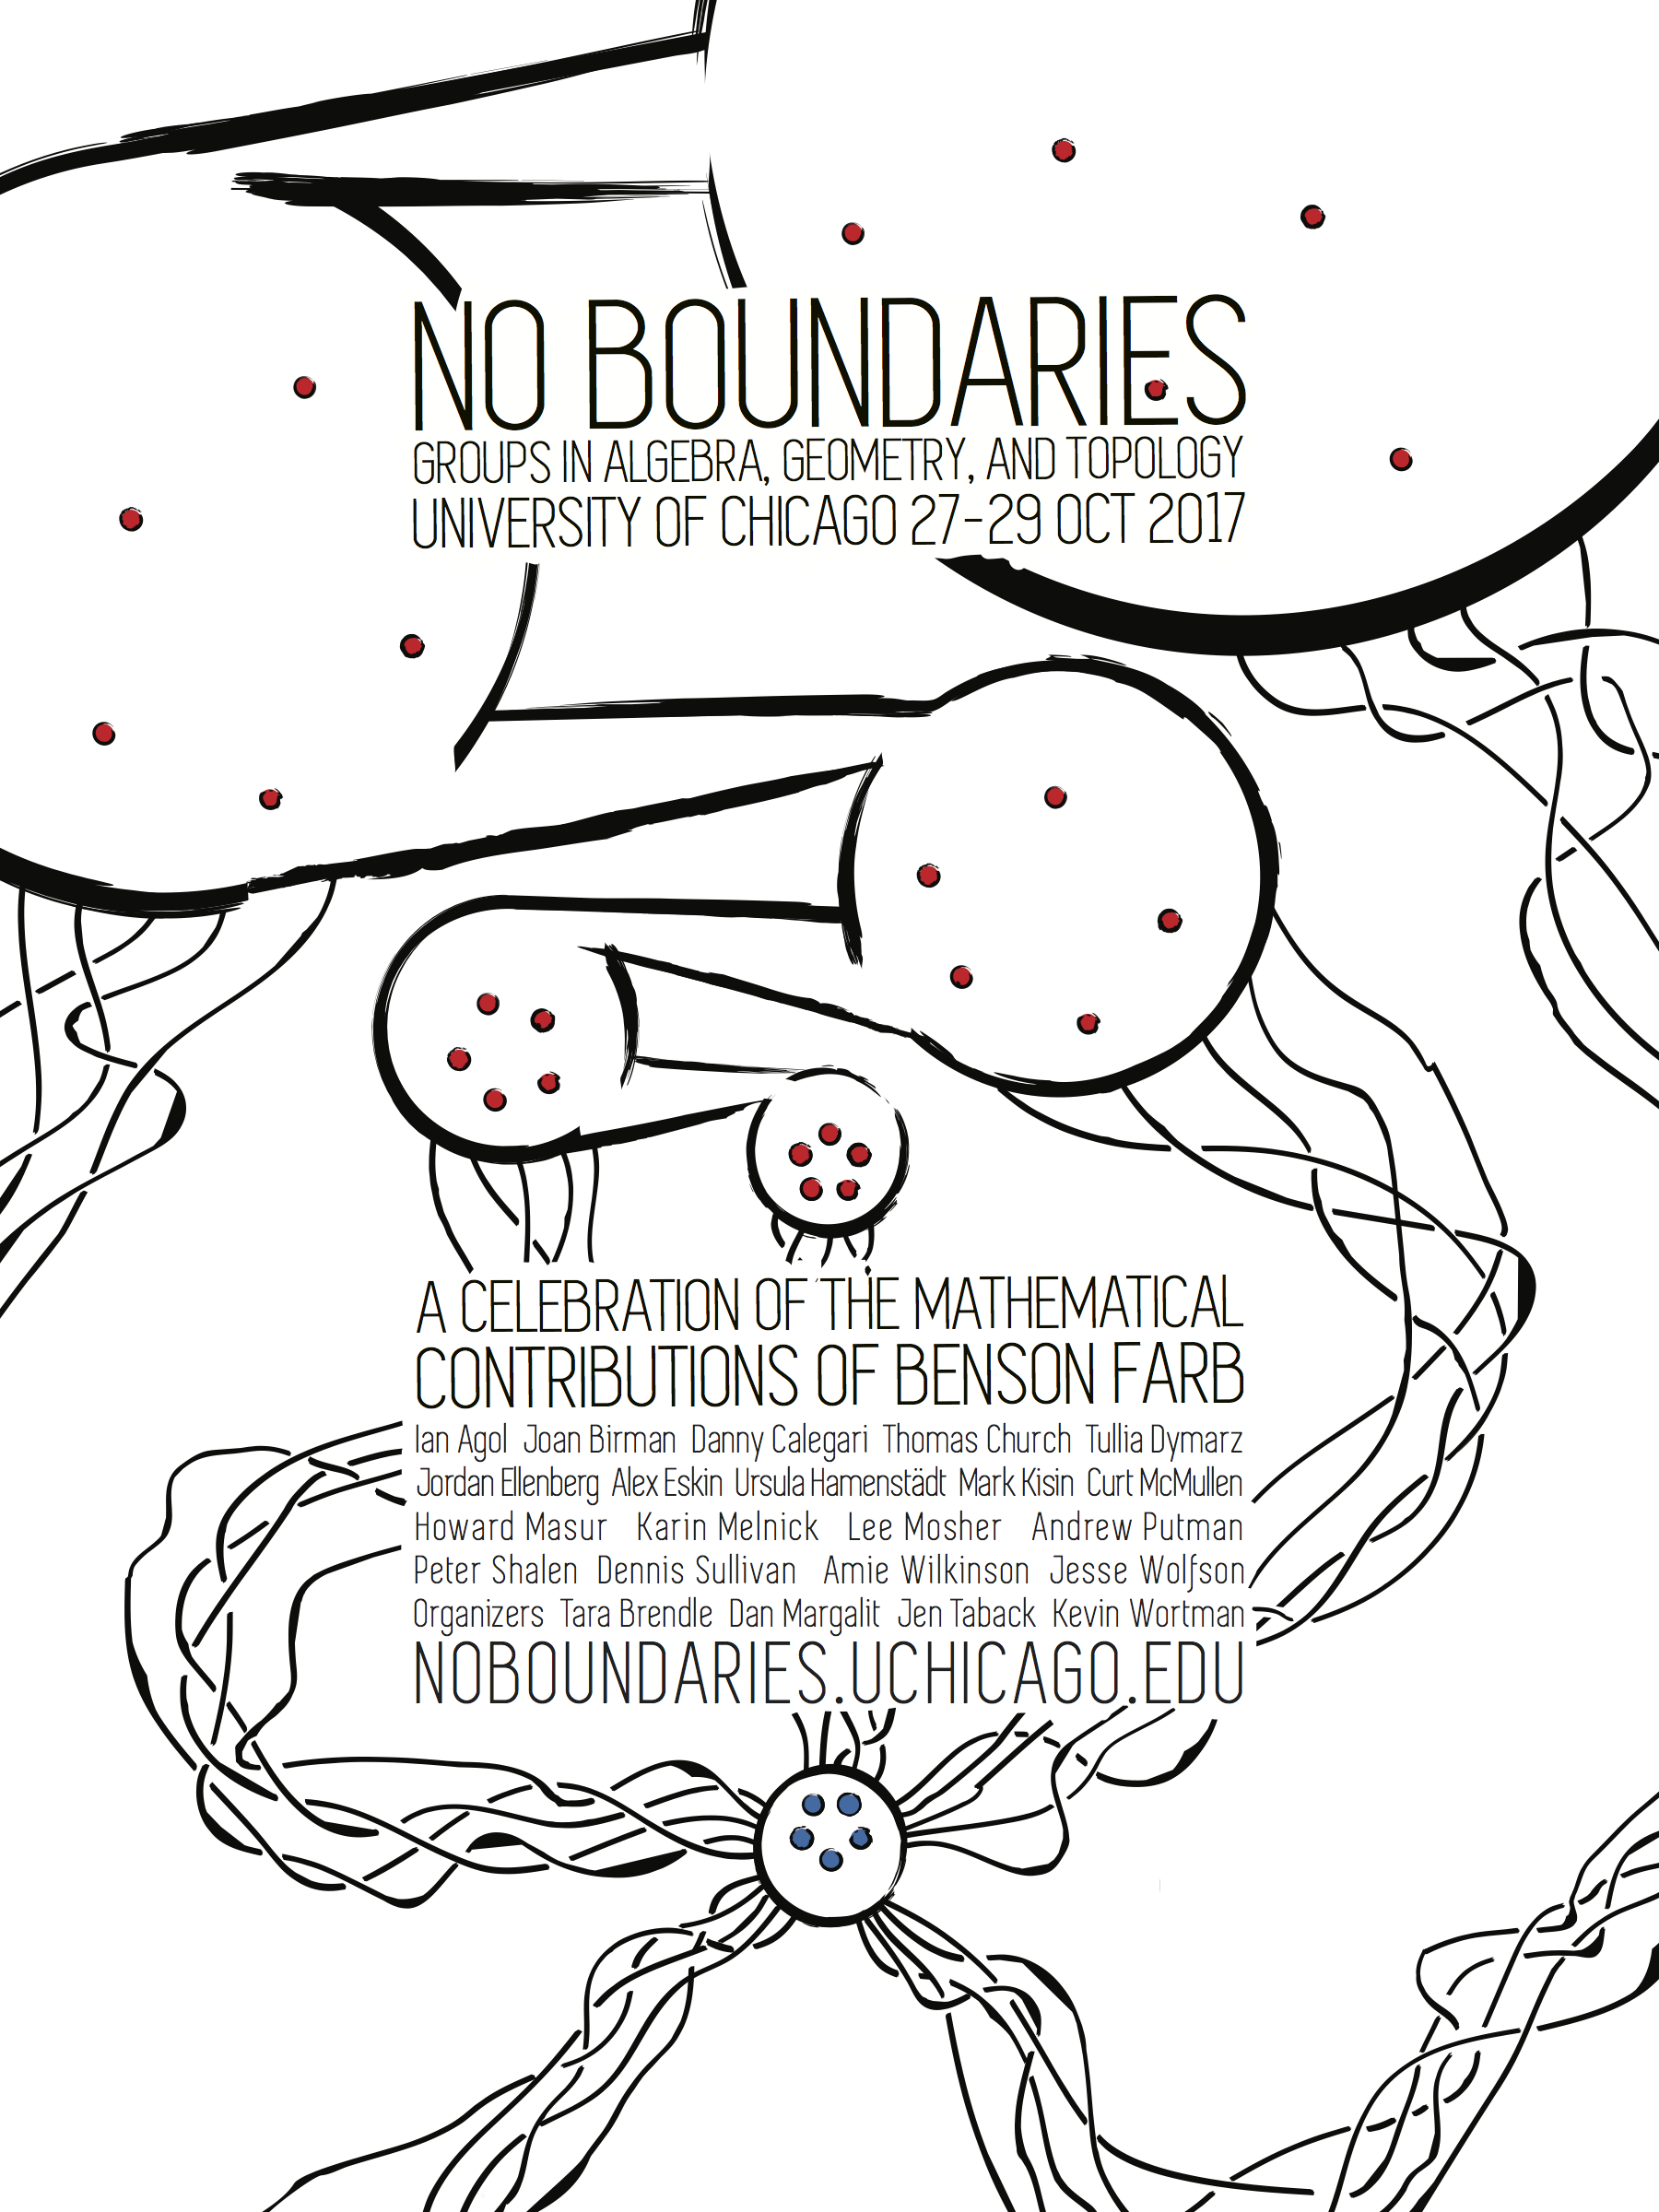 NO BOUNDARIES
GROUPS IN ALGEBRA, GEOMETRY, AND TOPOLOGY
UNIVERSITY OF CHICAGO 27-29 OCT 2017
A CELEBRATION OF THE MATHEMATICAL
CONTRIBUTIONS OF BENSON FARB
Ian Agol Joan Birman Danny Calegari Thomas Church Tullia Dymarz
Jordan Ellenberg Alex Eskin Ursula Hamenstädt Mark Kisin Curt McMullen
Howard Masur Karin Melnick Lee Mosher Andrew Putman
Peter Shalen Dennis Sullivan Amie Wilkinson Jesse Wolfson
Organizers Tara Brendle Dan Margalit Jen Taback Kevin Wortman
NOBOUNDARIES.UCHICAGO.EDU